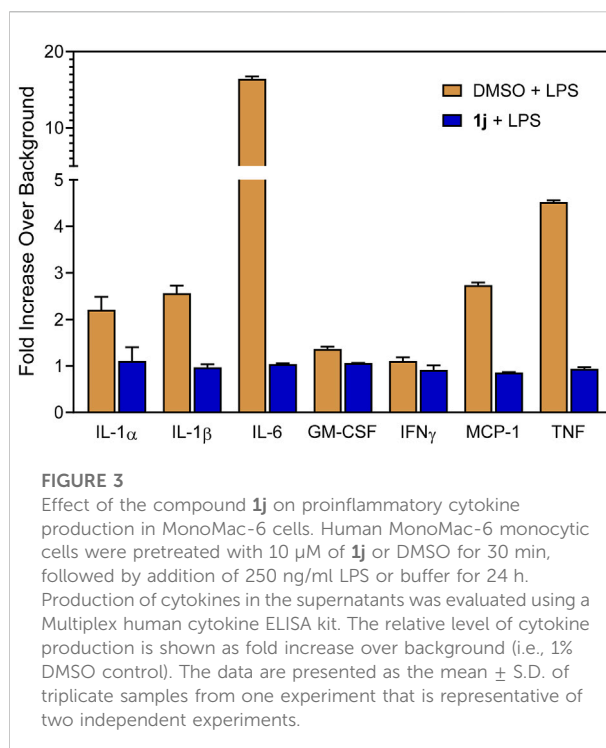 20
10
5
4
3
2
1
0
Fold Increase Over Background
DMSO + LPS
1j + LPS
IL-1α IL-1β IL-6 GM-CSF IFNγ MCP-1 TNF
FIGURE 3
Effect of the compound 1j on proinflammatory cytokine
production in MonoMac-6 cells. Human MonoMac-6 monocytic
cells were pretreated with 10 µM of 1j or DMSO for 30 min,
followed by addition of 250 ng/ml LPS or buffer for 24 h.
Production of cytokines in the supernatants was evaluated using a
Multiplex human cytokine ELISA kit. The relative level of cytokine
production is shown as fold increase over background (i.e., 1%
DMSO control). The data are presented as the mean ± S.D. of
triplicate samples from one experiment that is representative of
two independent experiments.